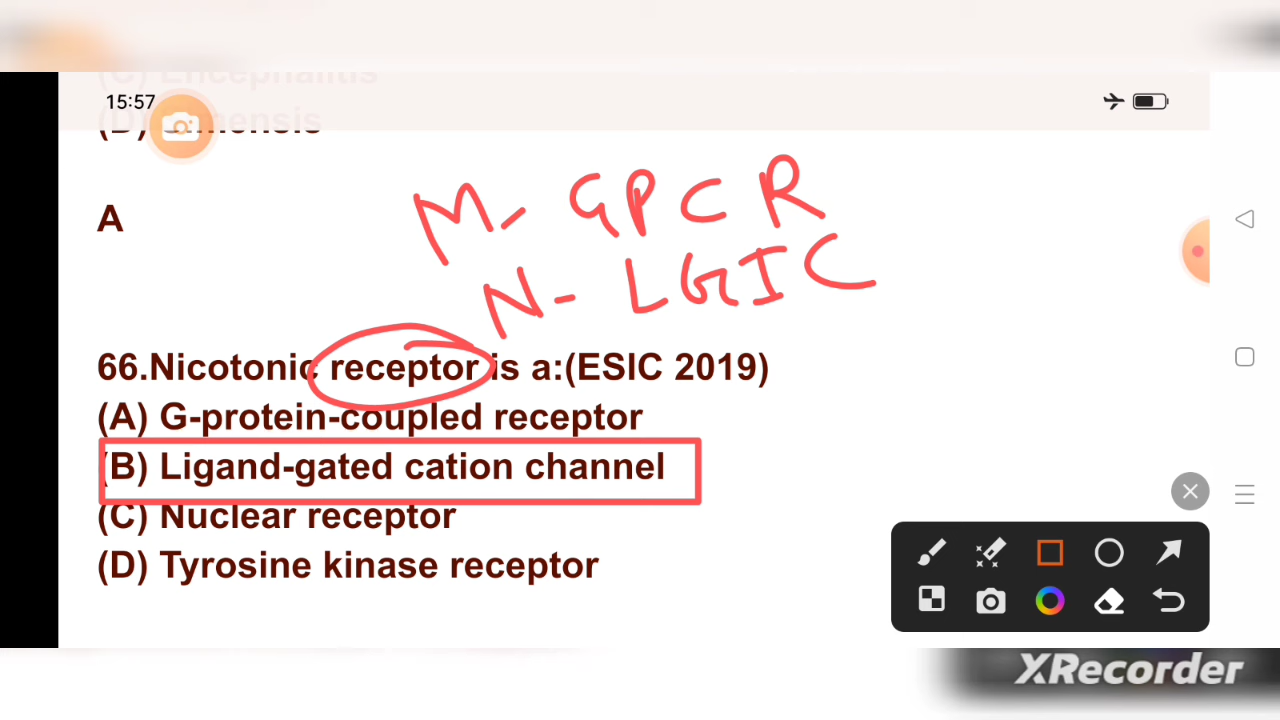 (C) Encephalitis
15:57
A
M- GPCR
N- LGIC
66.Nicotonic receptor is a:(ESIC 2019)
(A) G-protein-coupled receptor
(B) Ligand-gated cation channel
(C) Nuclear receptor
(D) Tyrosine kinase receptor
XRecorder